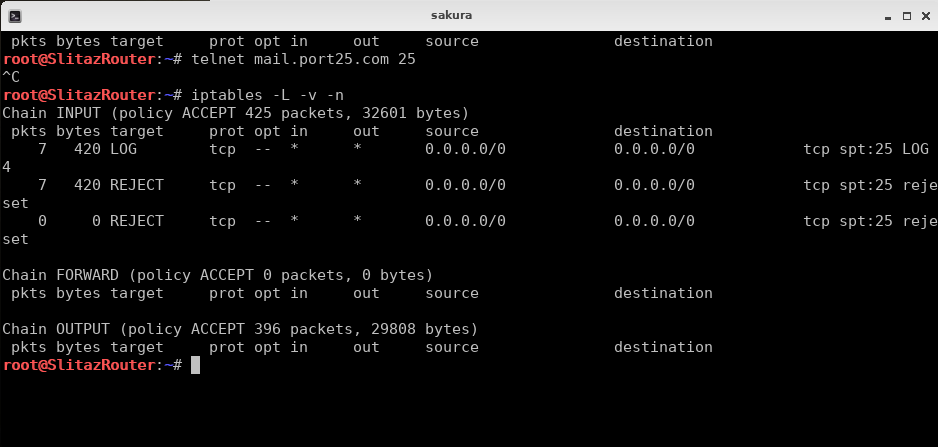 sakura
 pkts bytes target     prot opt in     out     source               destination
root@SlitazRouter:~# telnet mail.port25.com 25
^C
root@SlitazRouter:~# iptables -L -v -n
Chain INPUT (policy ACCEPT 425 packets, 32601 bytes)
 pkts bytes target     prot opt in     out     source               destination
    7   420 LOG        tcp  --  *      *       0.0.0.0/0            0.0.0.0/0            tcp spt:25 LOG
4
    7   420 REJECT     tcp  --  *      *       0.0.0.0/0            0.0.0.0/0            tcp spt:25 reje
set
    0     0 REJECT     tcp  --  *      *       0.0.0.0/0            0.0.0.0/0            tcp spt:25 reje
set

Chain FORWARD (policy ACCEPT 0 packets, 0 bytes)
 pkts bytes target     prot opt in     out     source               destination

Chain OUTPUT (policy ACCEPT 396 packets, 29808 bytes)
 pkts bytes target     prot opt in     out     source               destination
root@SlitazRouter:~#